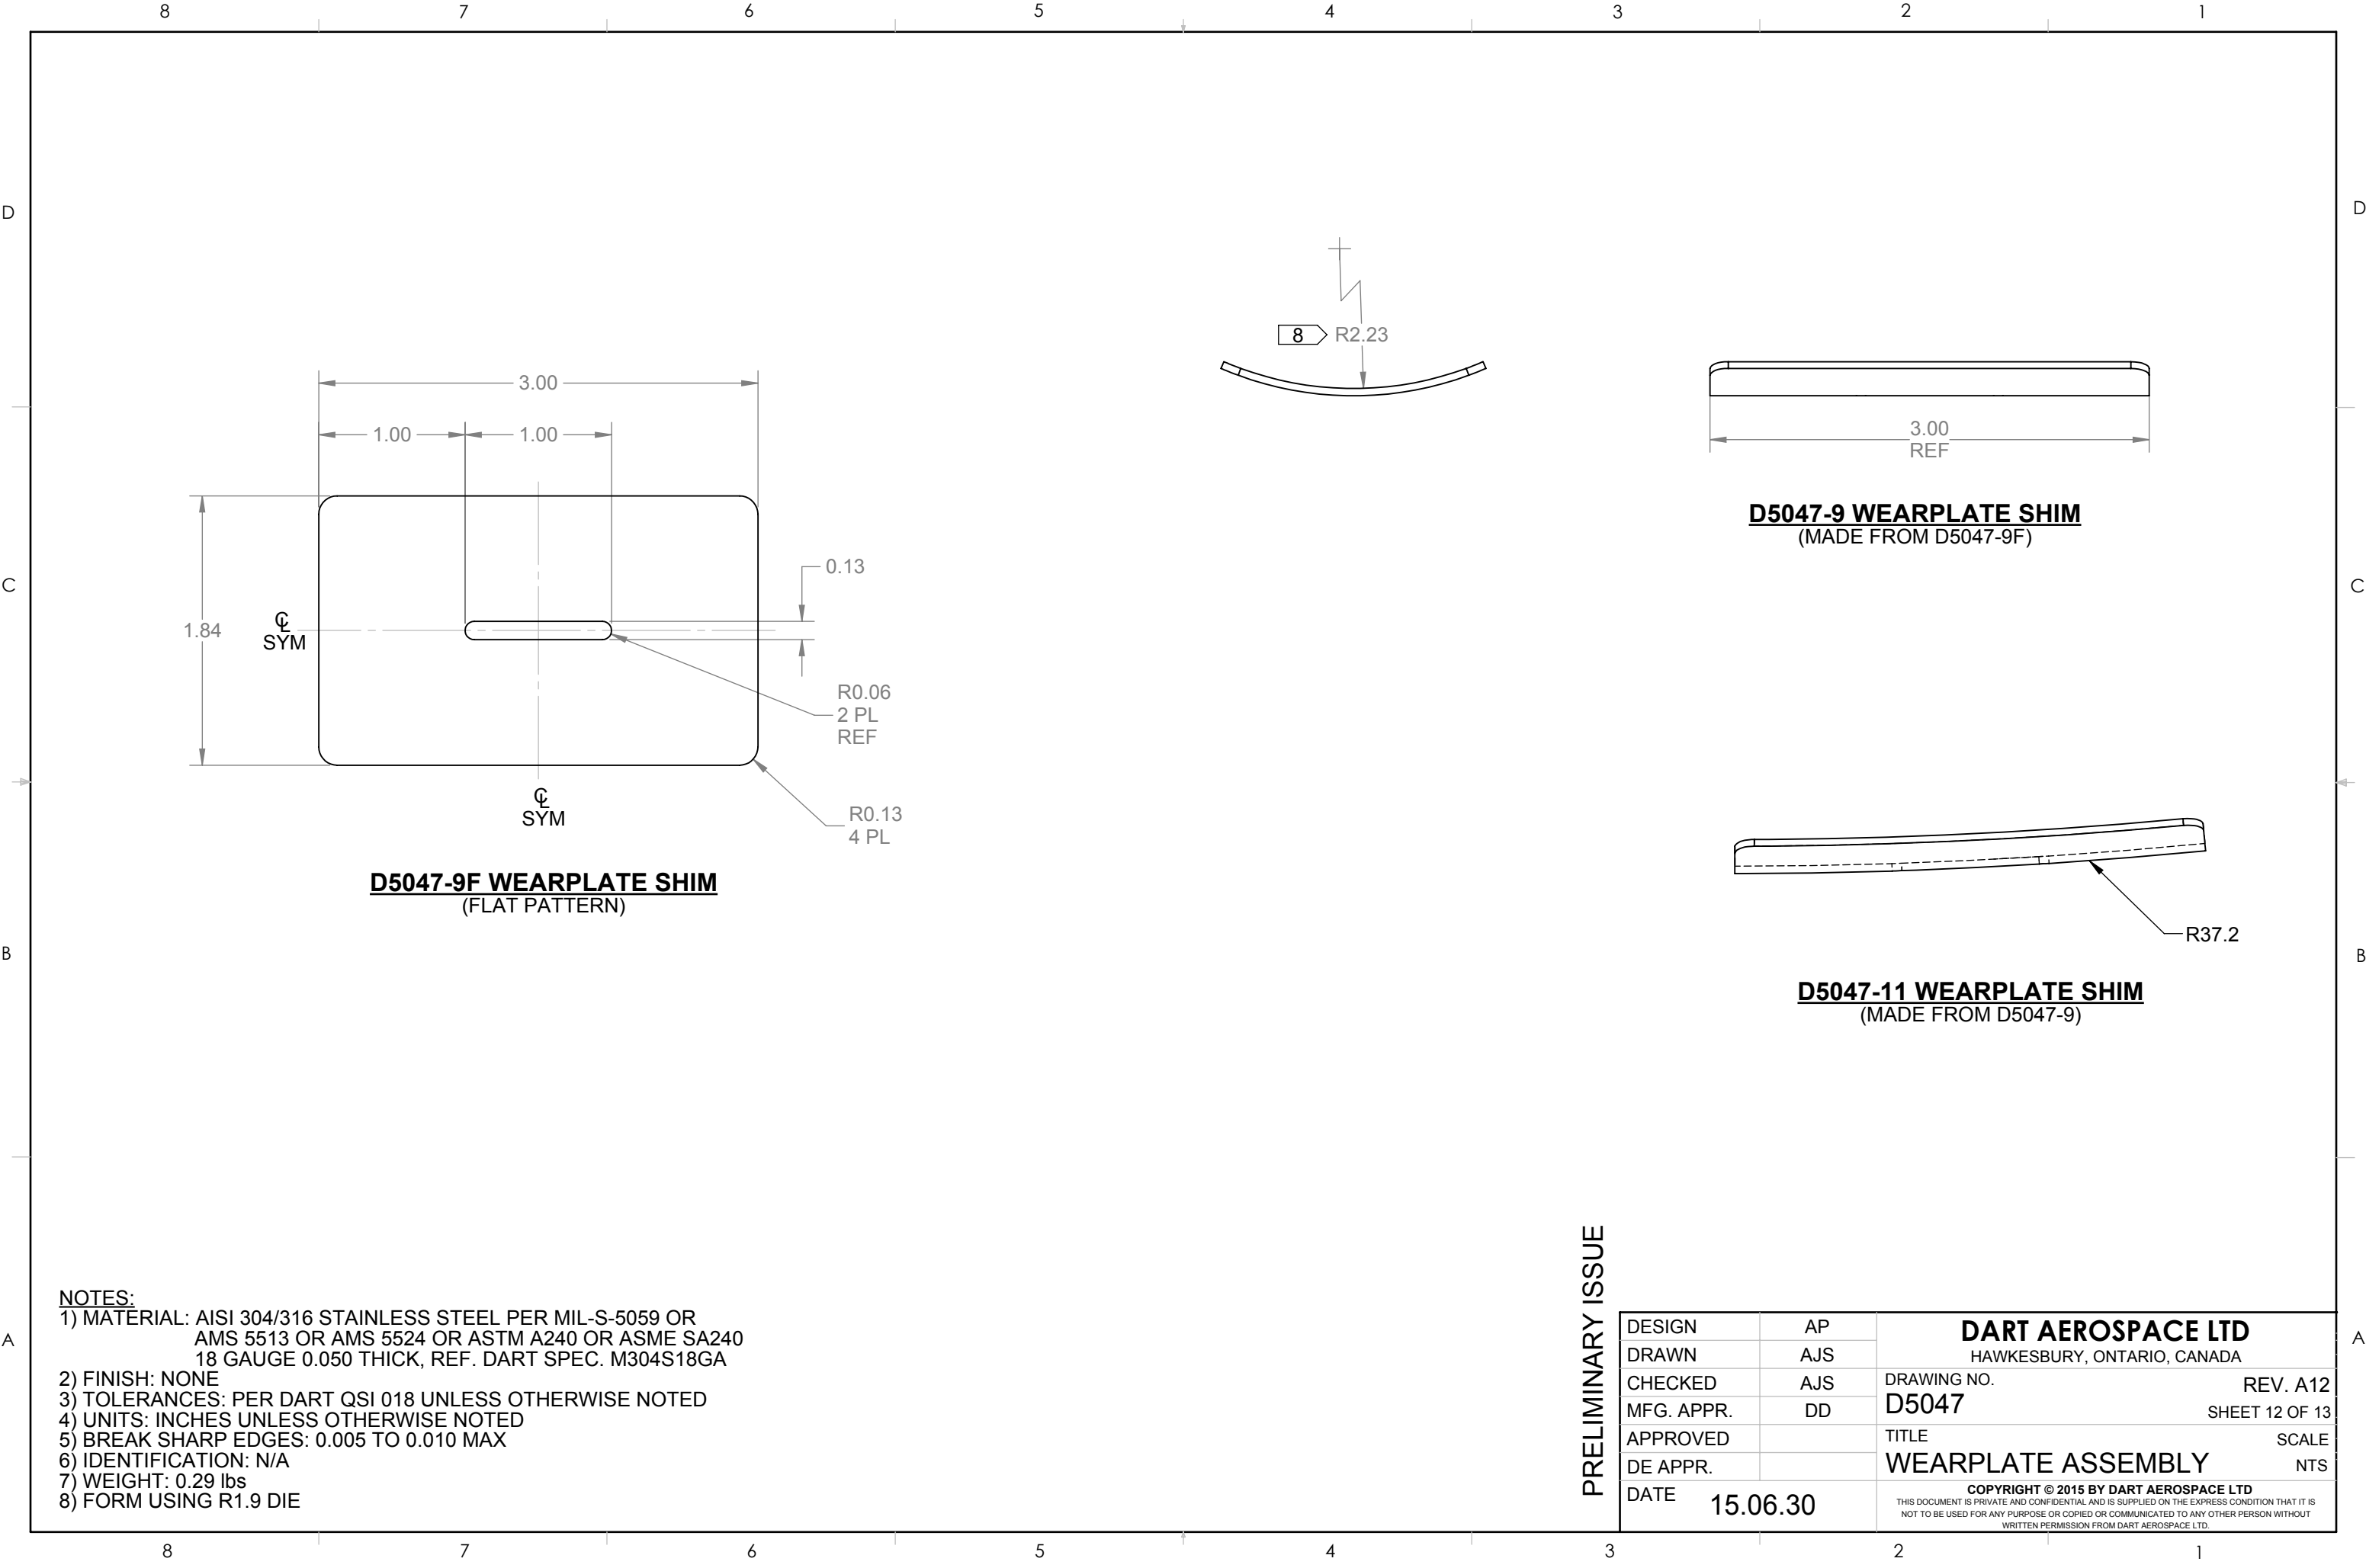 8 7 6 5 4 3 2 1
D D
8 R2.23
3.00
1.00 1.00
3.00
REF
D5047-9 WEARPLATE SHIM
(MADE FROM D5047-9F)
0.13
C C
1.84
℄
SYM
R0.06
2 PL
REF
℄
SYM
R0.13
4 PL
D5047-9F WEARPLATE SHIM
(FLAT PATTERN)
R37.2
B B
D5047-11 WEARPLATE SHIM
(MADE FROM D5047-9)
NOTES:
1) MATERIAL: AISI 304/316 STAINLESS STEEL PER MIL-S-5059 OR
AMS 5513 OR AMS 5524 OR ASTM A240 OR ASME SA240
18 GAUGE 0.050 THICK, REF. DART SPEC. M304S18GA
2) FINISH: NONE
3) TOLERANCES: PER DART QSI 018 UNLESS OTHERWISE NOTED
4) UNITS: INCHES UNLESS OTHERWISE NOTED
5) BREAK SHARP EDGES: 0.005 TO 0.010 MAX
6) IDENTIFICATION: N/A
7) WEIGHT: 0.29 lbs
8) FORM USING R1.9 DIE
A A
PRELIMINARY ISSUE
DESIGN AP
DRAWN AJS
CHECKED AJS
MFG. APPR. DD
APPROVED
DE APPR.
DATE 15.06.30
DART AEROSPACE LTD
HAWKESBURY, ONTARIO, CANADA
DRAWING NO. REV. A12
D5047 SHEET 12 OF 13
TITLE SCALE
WEARPLATE ASSEMBLY NTS
COPYRIGHT © 2015 BY DART AEROSPACE LTD
THIS DOCUMENT IS PRIVATE AND CONFIDENTIAL AND IS SUPPLIED ON THE EXPRESS CONDITION THAT IT IS
NOT TO BE USED FOR ANY PURPOSE OR COPIED OR COMMUNICATED TO ANY OTHER PERSON WITHOUT
WRITTEN PERMISSION FROM DART AEROSPACE LTD.
8 7 6 5 4 3 2 1